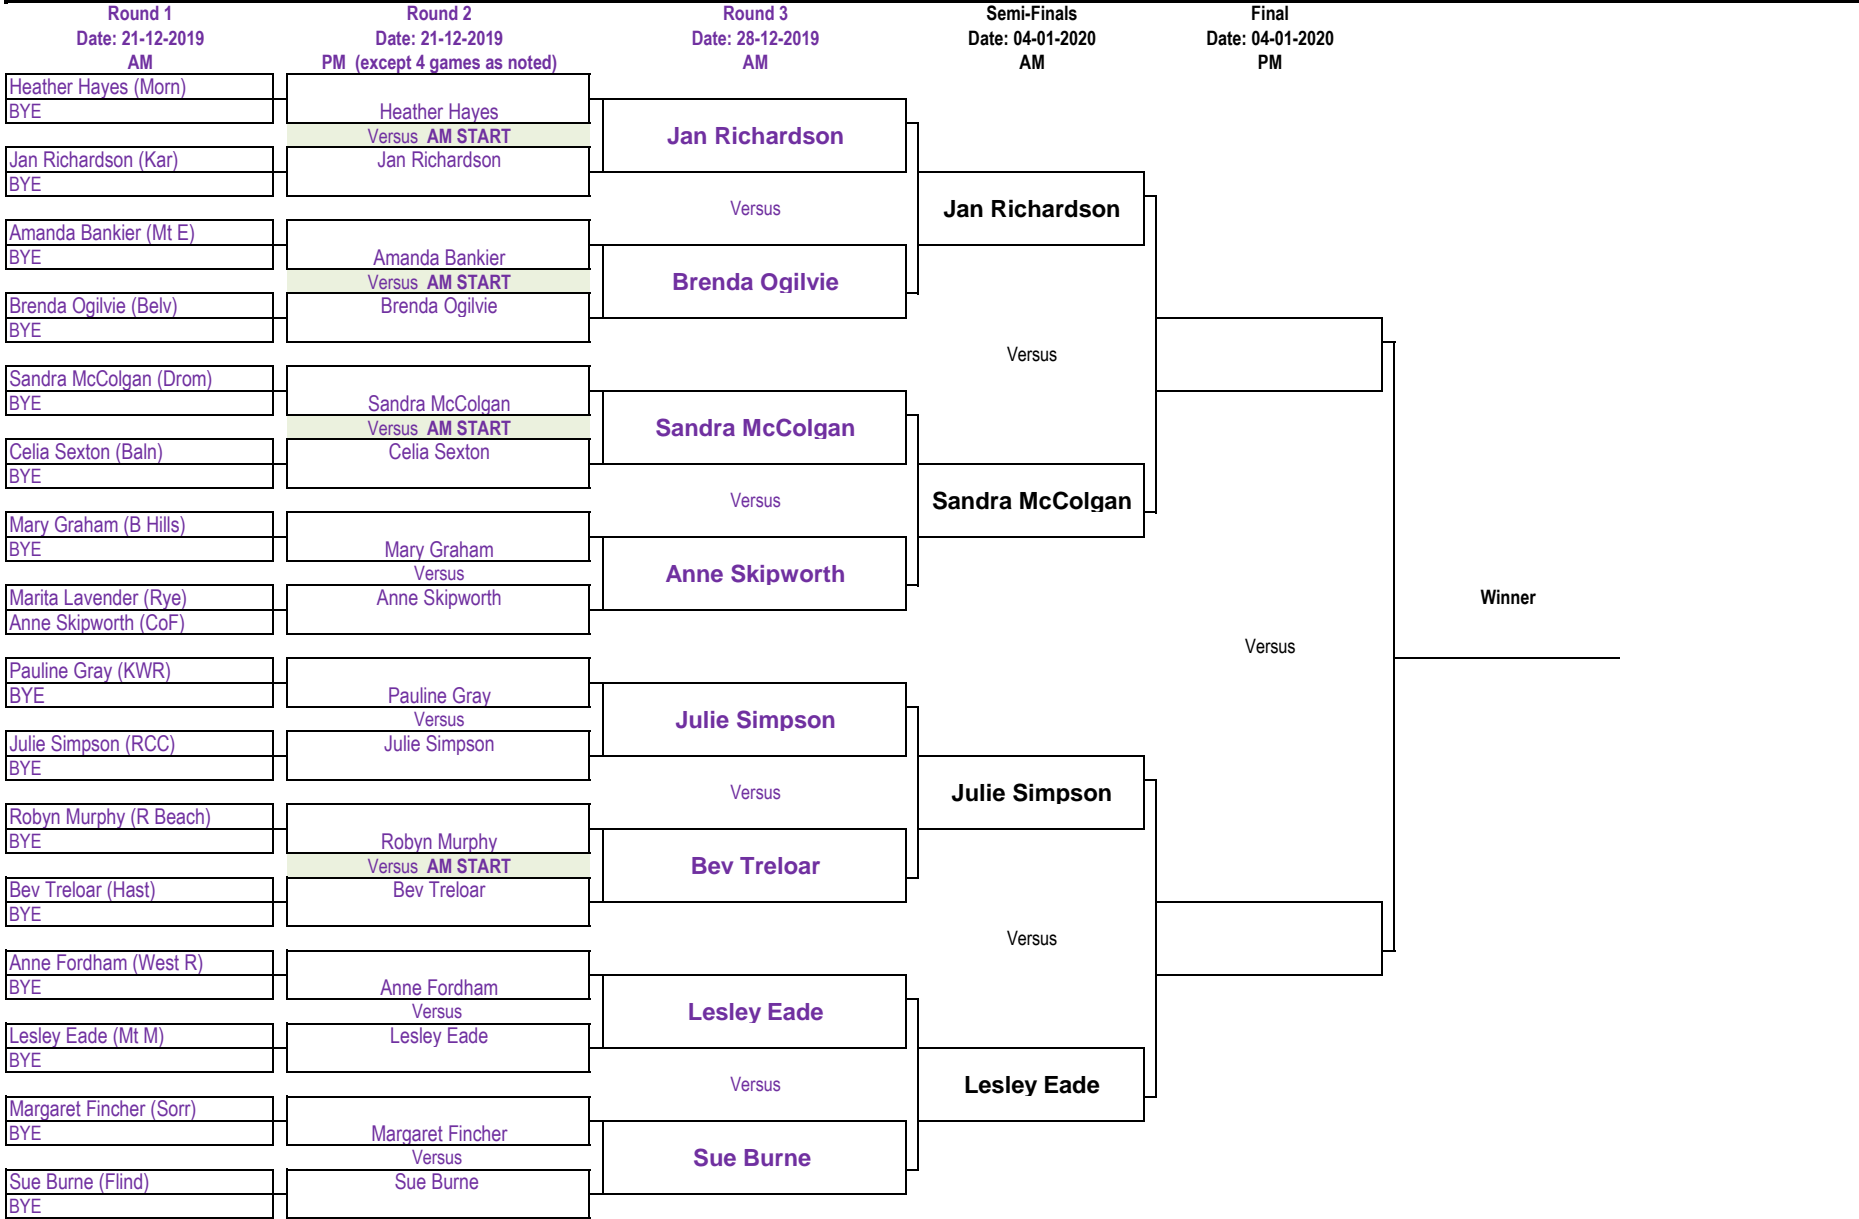 Round 1
Date: 21-12-2019
AM
Round 2
Date: 21-12-2019
PM (except 4 games as noted)
Round 3
Date: 28-12-2019
AM
Semi-Finals
Date: 04-01-2020
AM
Final
Date: 04-01-2020
PM
Heather Hayes (Morn)
BYE
Jan Richardson (Kar)
BYE
Amanda Bankier (Mt E)
BYE
Brenda Ogilvie (Belv)
BYE
Sandra McColgan (Drom)
BYE
Celia Sexton (Baln)
BYE
Mary Graham (B Hills)
BYE
Marita Lavender (Rye)
Anne Skipworth (CoF)
Pauline Gray (KWR)
BYE
Julie Simpson (RCC)
BYE
Robyn Murphy (R Beach)
BYE
Bev Treloar (Hast)
BYE
Anne Fordham (West R)
BYE
Lesley Eade (Mt M)
BYE
Margaret Fincher (Sorr)
BYE
Sue Burne (Flind)
BYE
Heather Hayes
Versus AM START
Jan Richardson
Amanda Bankier
Versus AM START
Brenda Ogilvie
Sandra McColgan
Versus AM START
Celia Sexton
Mary Graham
Versus
Anne Skipworth
Pauline Gray
Versus
Julie Simpson
Robyn Murphy
Versus AM START
Bev Treloar
Anne Fordham
Versus
Lesley Eade
Margaret Fincher
Versus
Sue Burne
Jan Richardson
Versus
Brenda Ogilvie
Sandra McColgan
Versus
Anne Skipworth
Julie Simpson
Versus
Bev Treloar
Lesley Eade
Versus
Sue Burne
Jan Richardson
Versus
Sandra McColgan
Julie Simpson
Versus
Lesley Eade
Versus
Winner